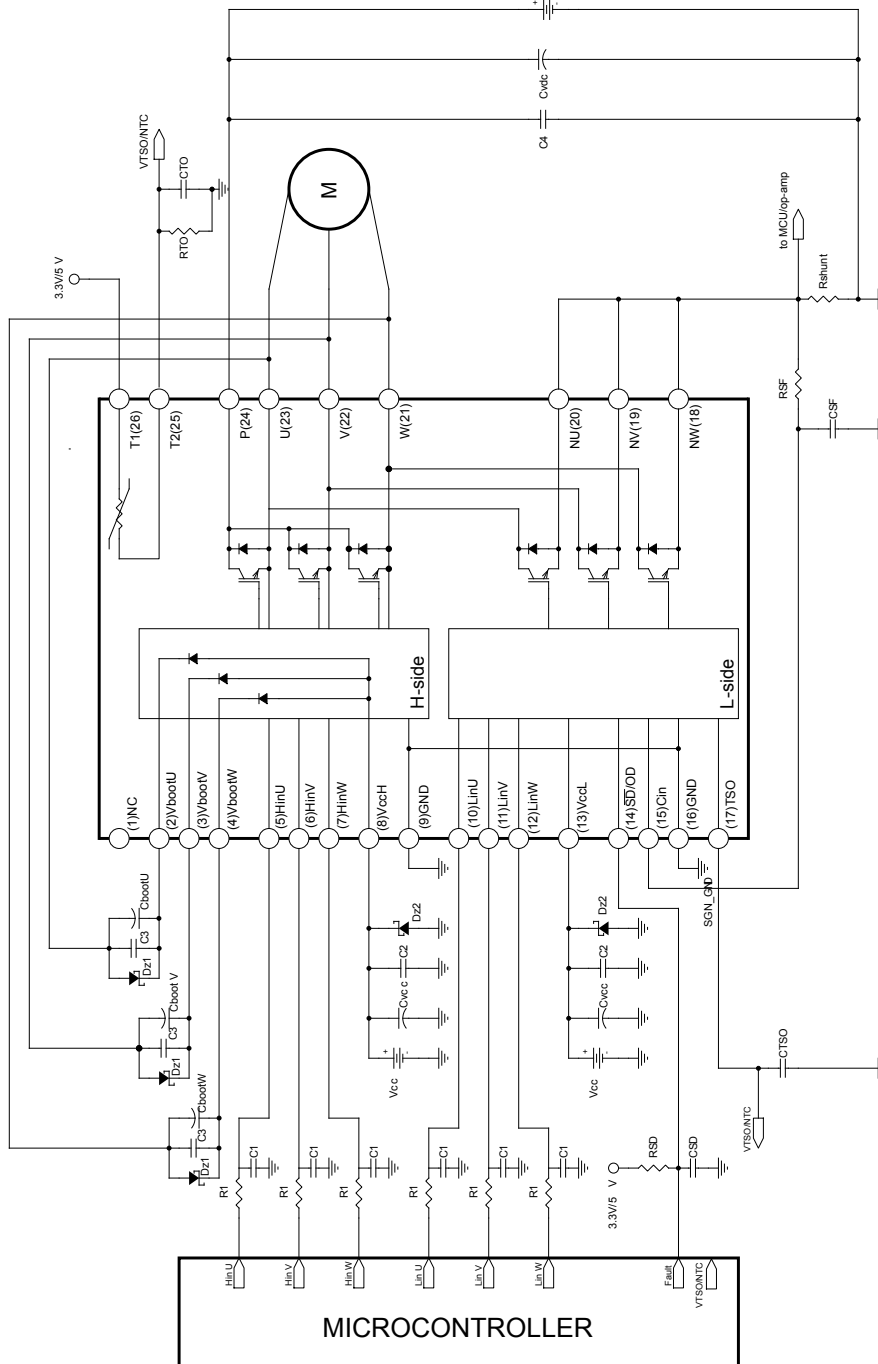 + -
Cvdc
C4
VTSO/NTC
CTO
RTO
M
3.3V/5 V
to MCU/op-amp
Rshunt
RSF
CSF
T1(26)
T2(25)
P(24)
U(23)
V(22)
W(21)
NU(20)
NV(19)
NW(18)
H-side
L-side
(1)NC
(2)VbootU
(3)VbootV
(4)VbootW
(5)HinU
(6)HinV
(7)HinW
(8)VccH
(9)GND
(10)LinU
(11)LinV
(12)LinW
(13)VccL
(14)SD/OD
(15)Cin
(16)GND
(17)TSO
SGN_GND
CbootU
C3
Dz1
Cboot V
C3
Dz1
CbootW
C3
Dz1
Dz2
C2
Cvc c
+ -
Vcc
Dz2
C2
Cvcc
+ -
Vcc
CTSO
VTSO/NTC
R1
C1
R1
C1
R1
C1
R1
C1
R1
C1
R1
C1
3.3V/5 V
RSD
CSD
Hin U
Hin V
Hin W
Lin U
Lin V
Lin W
Fault
VTSO/NTC
MICROCONTROLLER